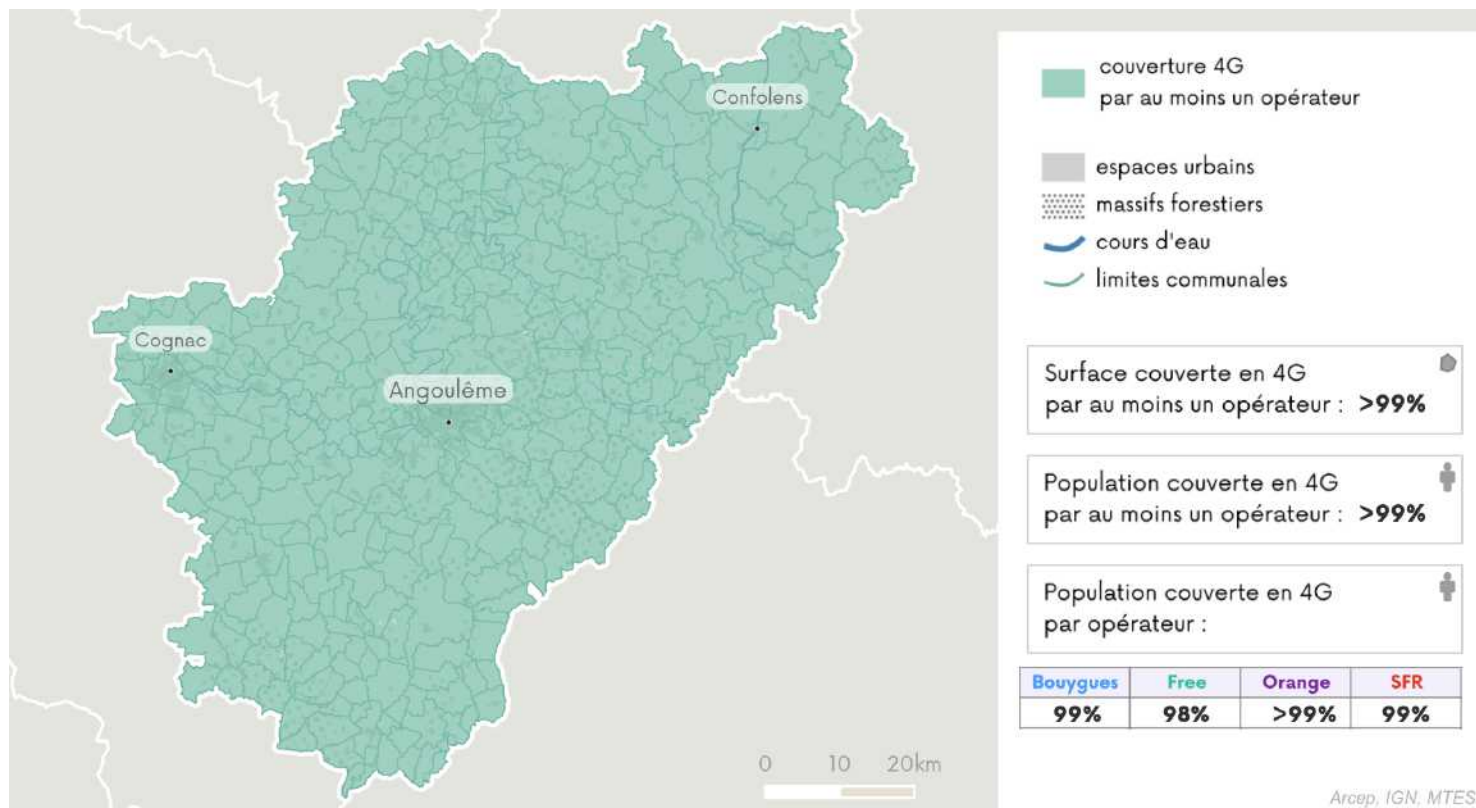 Confolens
Cognac
Angoulême
0 10 20km
couverture 4G
par au moins un opérateur
espaces urbains
massifs forestiers
cours d'eau
limites communales
Surface couverte en 4G
par au moins un opérateur : >99%
Population couverte en 4G
par au moins un opérateur : >99%
Population couverte en 4G
par opérateur :
Bouygues Free Orange SFR
99% 98% >99% 99%
Arcep, IGN, MTES